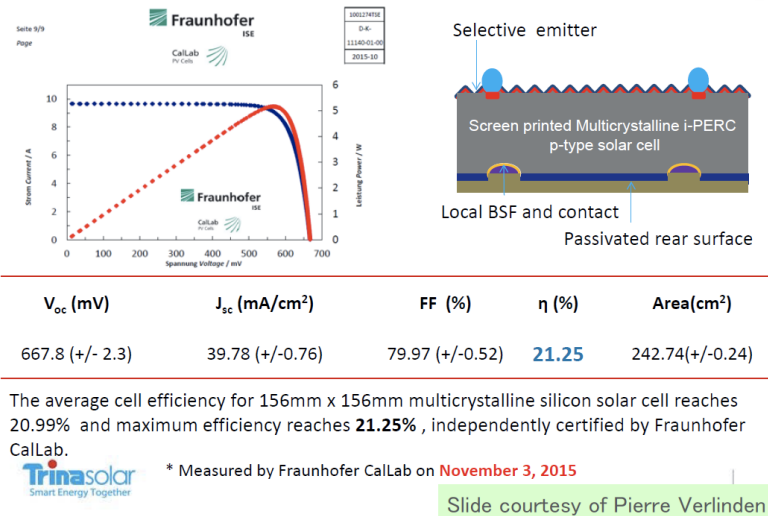 Seite 9/9
Page
Fraunhofer
ISE
CalLab
PV Cells
1001274TSE
D-K-
11140-01-00
2015-10
Strom Current / A
10
8
6
4
2
0
6
5
4
3
2
1
0
Leistung Power / W
Fraunhofer
ISE
CalLab
PV Cells
0 100 200 300 400 500 600 700
Spannung Voltage / mV
Selective emitter
Screen printed Multicrystalline i-PERC
p-type solar cell
Local BSF and contact
Passivated rear surface
Voc (mV) Jsc (mA/cm²) FF (%) η (%) Area(cm²)
667.8 (+/- 2.3) 39.78 (+/-0.76) 79.97 (+/-0.52) 21.25 242.74(+/-0.24)
The average cell efficiency for 156mm x 156mm multicrystalline silicon solar cell reaches
20.99% and maximum efficiency reaches 21.25% , independently certified by Fraunhofer
CalLab.
Trinasolar
Smart Energy Together
* Measured by Fraunhofer CalLab on November 3, 2015
Slide courtesy of Pierre Verlinden